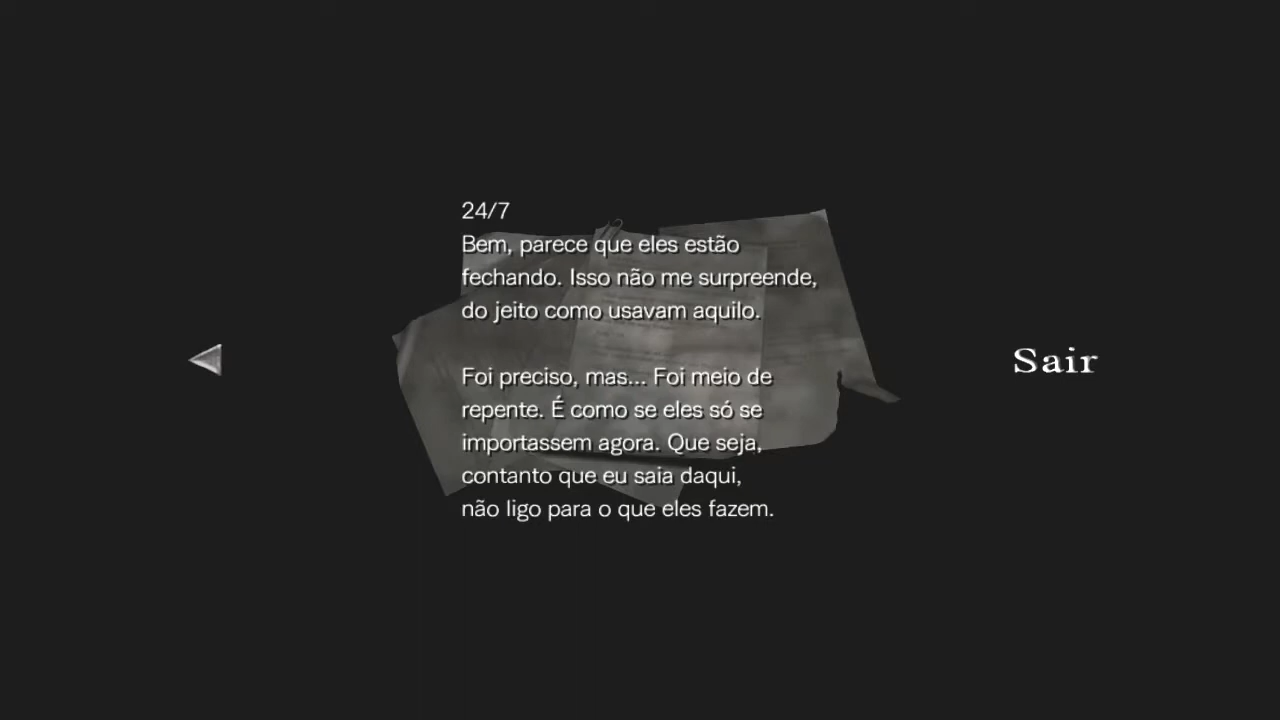 24/7
Bem, parece que eles estão
fechando. Isso não me surpreende,
do jeito como usavam aquilo.
Foi preciso, mas... Foi meio de
repente. É como se eles só se
importassem agora. Que seja,
contanto que eu saia daqui,
não ligo para o que eles fazem.
Sair